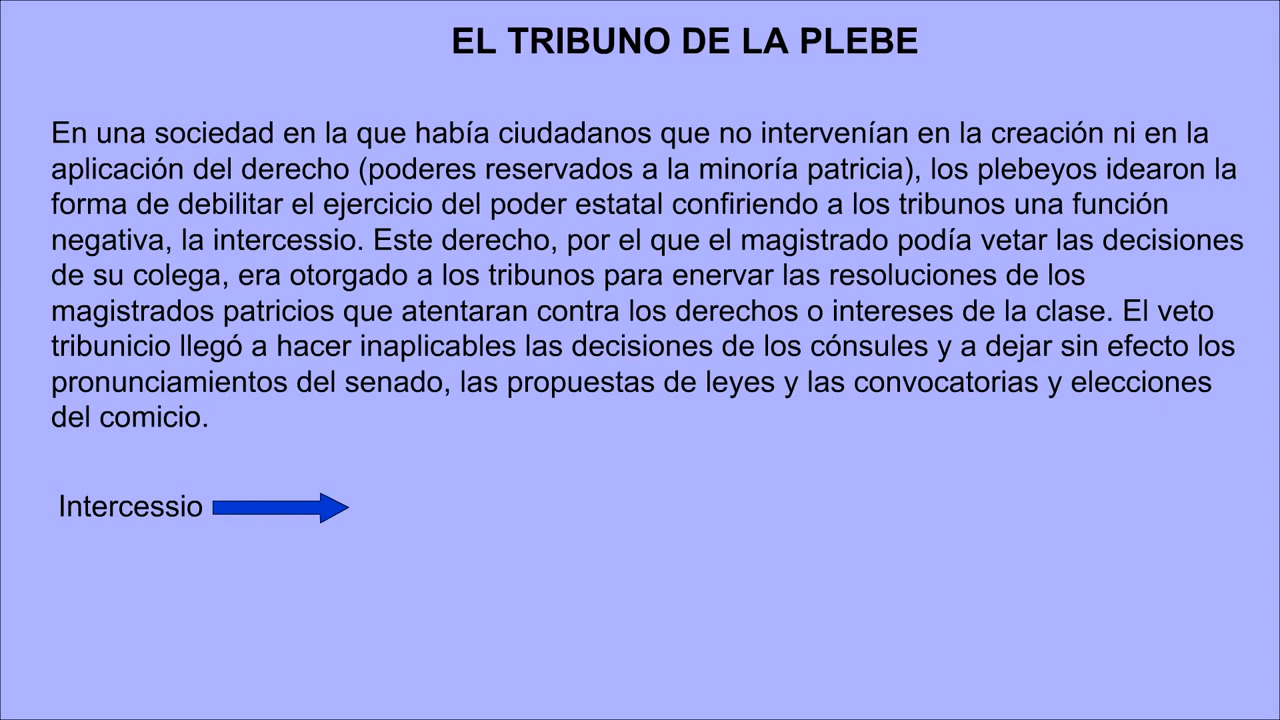 EL TRIBUNO DE LA PLEBE
En una sociedad en la que había ciudadanos que no intervenían en la creación ni en la
aplicación del derecho (poderes reservados a la minoría patricia), los plebeyos idearon la
forma de debilitar el ejercicio del poder estatal confiriendo a los tribunos una función
negativa, la intercessio. Este derecho, por el que el magistrado podía vetar las decisiones
de su colega, era otorgado a los tribunos para enervar las resoluciones de los
magistrados patricios que atentaran contra los derechos o intereses de la clase. El veto
tribunicio llegó a hacer inaplicables las decisiones de los cónsules y a dejar sin efecto los
pronunciamientos del senado, las propuestas de leyes y las convocatorias y elecciones
del comicio.
Intercessio